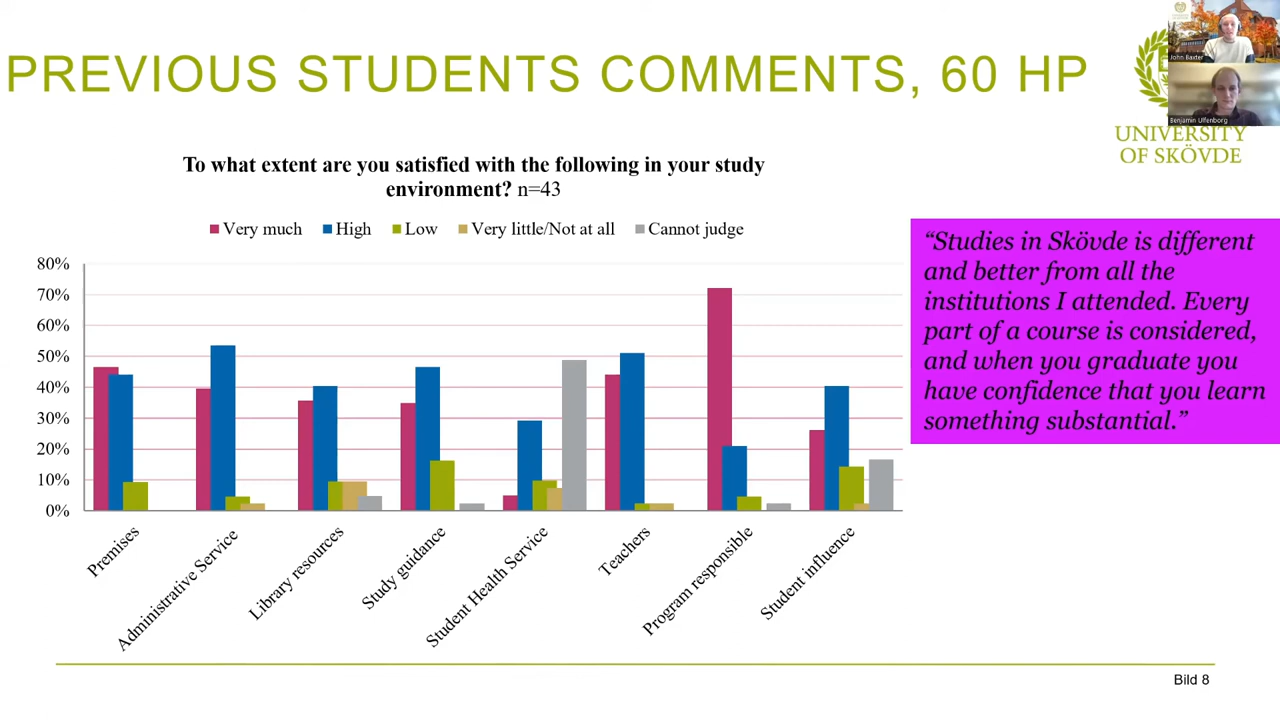 PREVIOUS STUDENTS COMMENTS, 60 HP
John Baxter
Benjamin Ulfenborg
UNIVERSITY
OF SKÖVDE
To what extent are you satisfied with the following in your study
environment? n=43
Very much High Low Very little/Not at all Cannot judge
80%
70%
60%
50%
40%
30%
20%
10%
0%
Premises
Administrative Service
Library resources
Study guidance
Student Health Service
Teachers
Program responsible
Student influence
“Studies in Skövde is different
and better from all the
institutions I attended. Every
part of a course is considered,
and when you graduate you
have confidence that you learn
something substantial.”
Bild 8